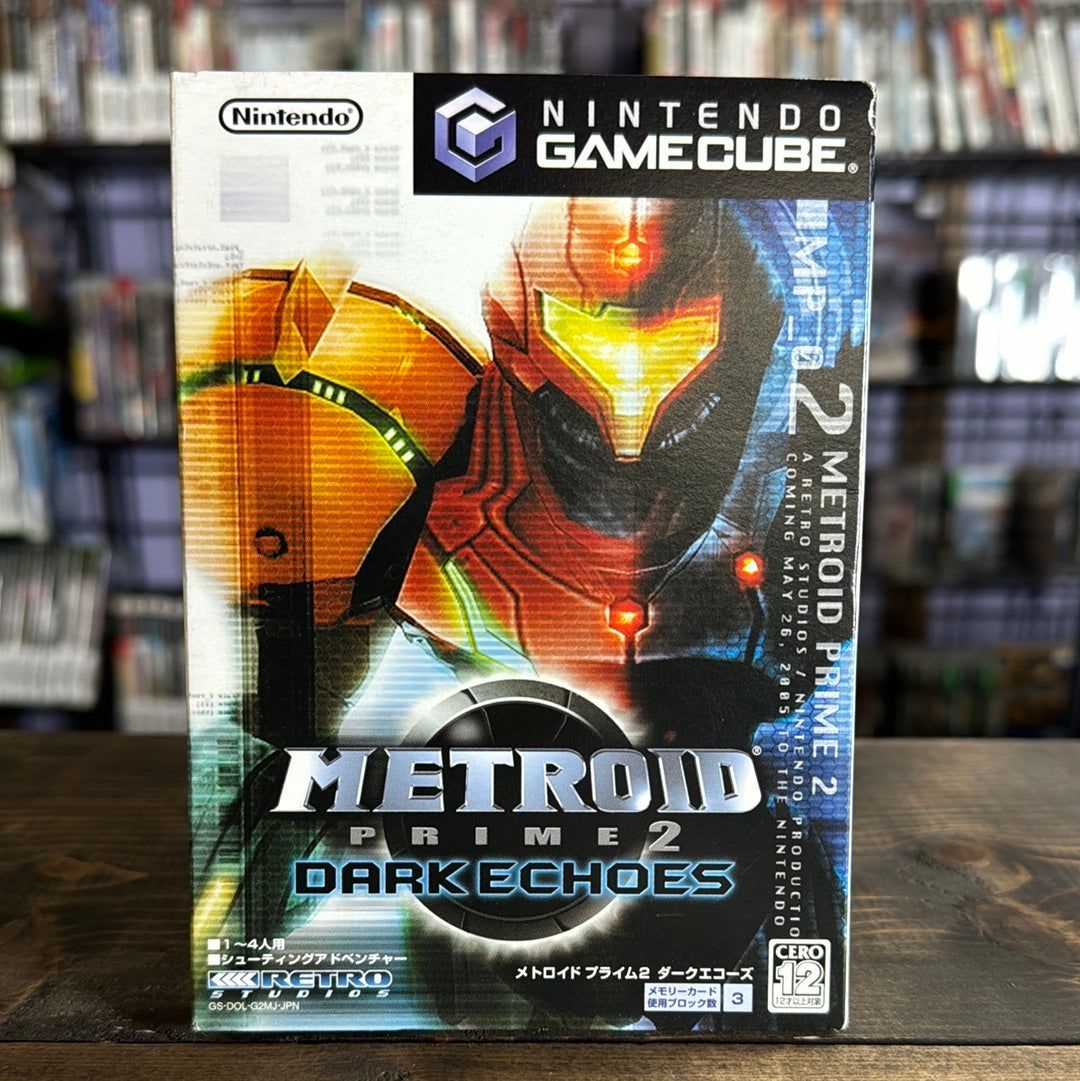 Nintendo®
NINTENDO
GAMECUBE®
MP_02
METROID PRIME 2
A RETRO STUDIOS / NINTENDO PRODUCTIO
COMING MAY 26, 2005 TO THE NINTENDO
METROID®
PRIME 2
DARK ECHOES
■1～4人用
■シューティングアドベンチャー
RETRO
STUDIOS
GS-DOL-G2MJ-JPN
メトロイド プライム2 ダークエコーズ
メモリーカード
使用ブロック数 3
CERO
12
12才以上対象